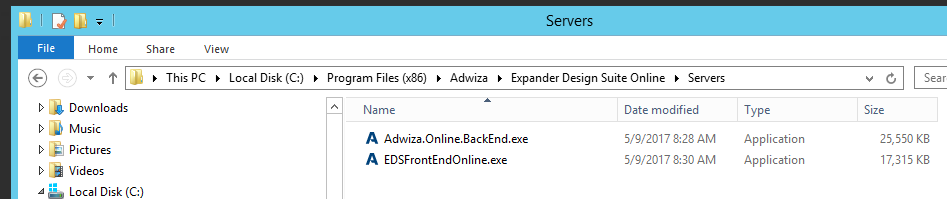 Servers
File Home Share View
This PC Local Disk (C:) Program Files (x86) Adwiza Expander Design Suite Online Servers Sear
Downloads
Music
Pictures
Videos
Local Disk (C:)
Name Date modified Type Size
Adwiza.Online.BackEnd.exe 5/9/2017 8:28 AM Application 25,550 KB
EDSFrontEndOnline.exe 5/9/2017 8:30 AM Application 17,315 KB